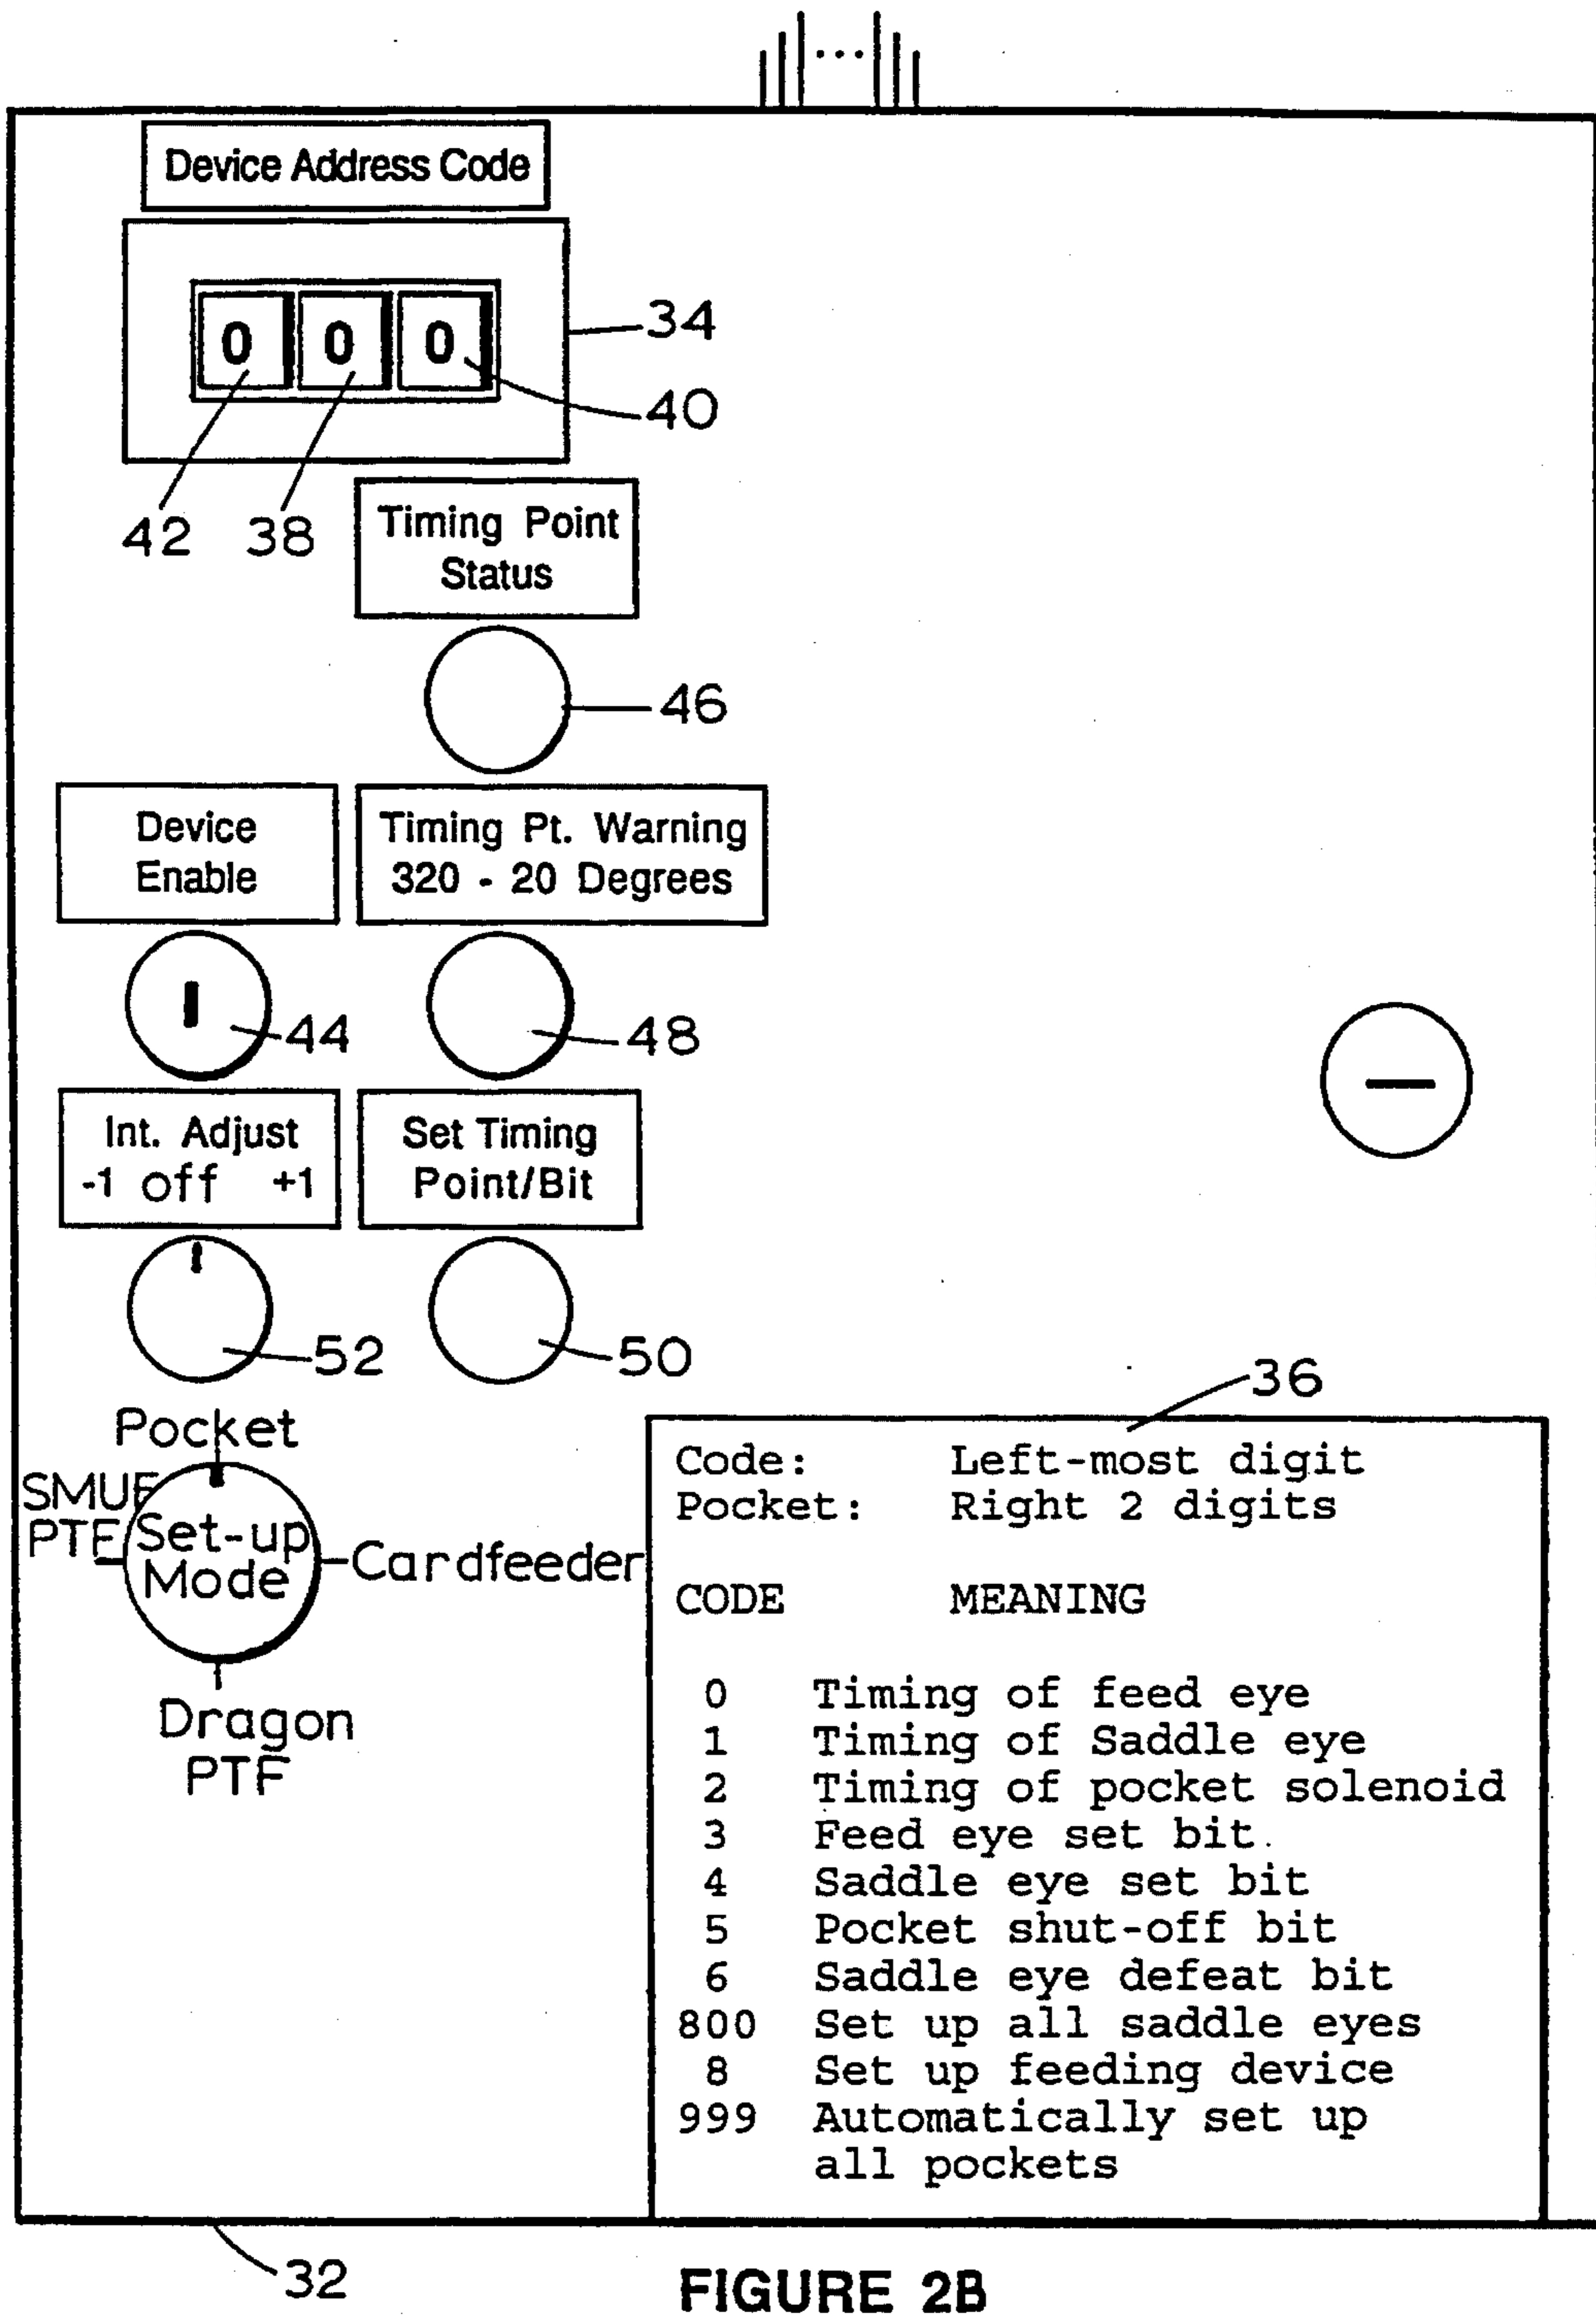 Device Address Code
0 0 0
34
40
42 38
Timing Point
Status
46
Device
Enable
Timing Pt. Warning
320 - 20 Degrees
44
48
Int. Adjust
-1 off +1
Set Timing
Point/Bit
52
50
Pocket
SMUF
PTF
Set-up
Mode
Cardfeeder
Dragon
PTF
36
Code: Left-most digit
Pocket: Right 2 digits
CODE MEANING
0 Timing of feed eye
1 Timing of Saddle eye
2 Timing of pocket solenoid
3 Feed eye set bit
4 Saddle eye set bit
5 Pocket shut-off bit
6 Saddle eye defeat bit
800 Set up all saddle eyes
8 Set up feeding device
999 Automatically set up
all pockets
32
FIGURE 2B